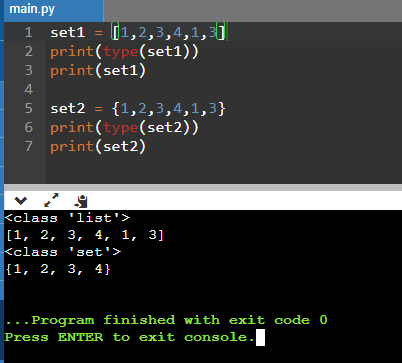 main.py
1 set1 = [1,2,3,4,1,3]
2 print(type(set1))
3 print(set1)
4
5 set2 = {1,2,3,4,1,3}
6 print(type(set2))
7 print(set2)
<class 'list'>
[1, 2, 3, 4, 1, 3]
<class 'set'>
{1, 2, 3, 4}
...Program finished with exit code 0
Press ENTER to exit console.